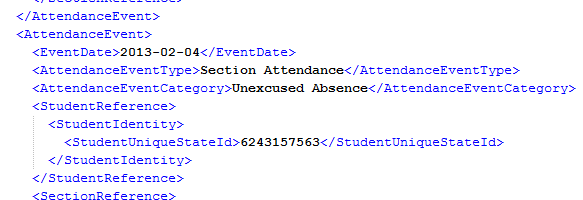 </AttendanceEvent>
<AttendanceEvent>
<EventDate>2013-02-04</EventDate>
<AttendanceEventType>Section Attendance</AttendanceEventType>
<AttendanceEventCategory>Unexcused Absence</AttendanceEventCategory>
<StudentReference>
<StudentIdentity>
<StudentUniqueStateId>6243157563</StudentUniqueStateId>
</StudentIdentity>
</StudentReference>
<SectionReference>